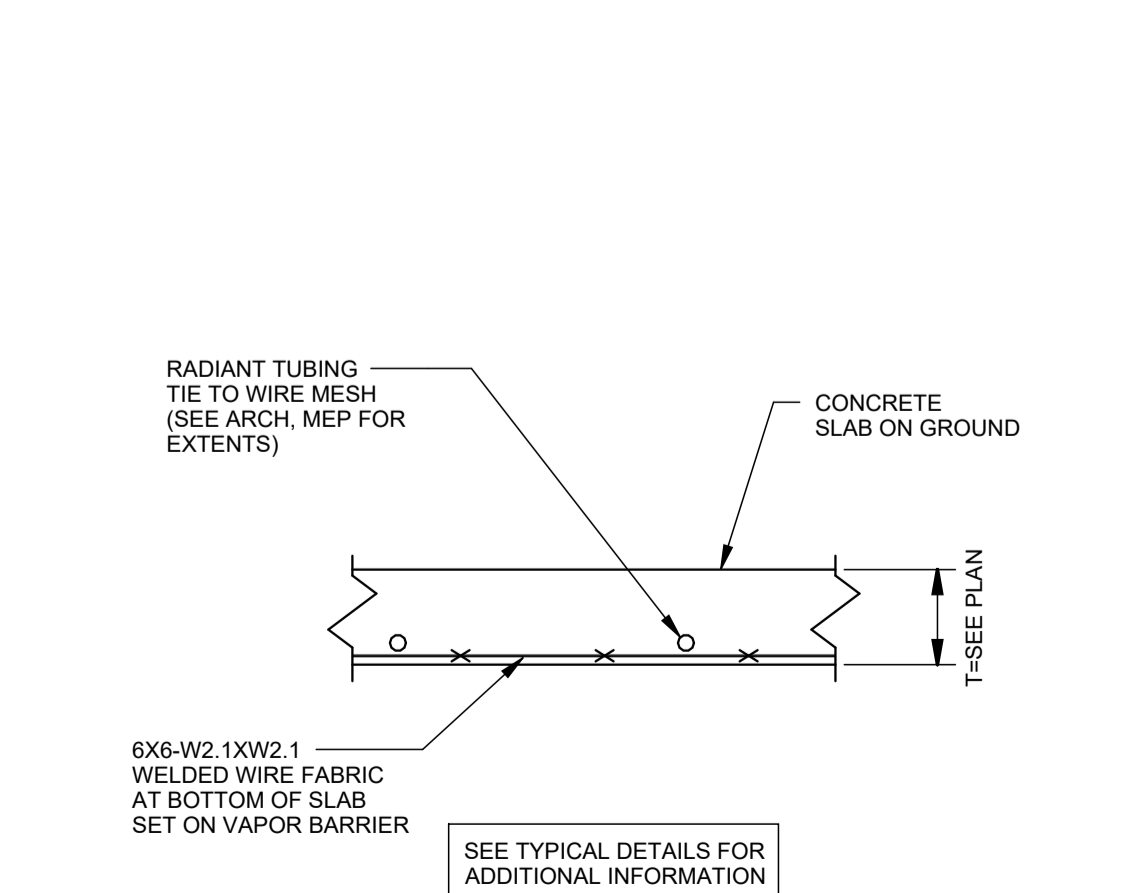 RADIANT TUBING
TIE TO WIRE MESH
(SEE ARCH, MEP FOR
EXTENTS)
CONCRETE
SLAB ON GROUND
T=SEE PLAN
6X6-W2.1XW2.1
WELDED WIRE FABRIC
AT BOTTOM OF SLAB
SET ON VAPOR BARRIER
SEE TYPICAL DETAILS FOR
ADDITIONAL INFORMATION